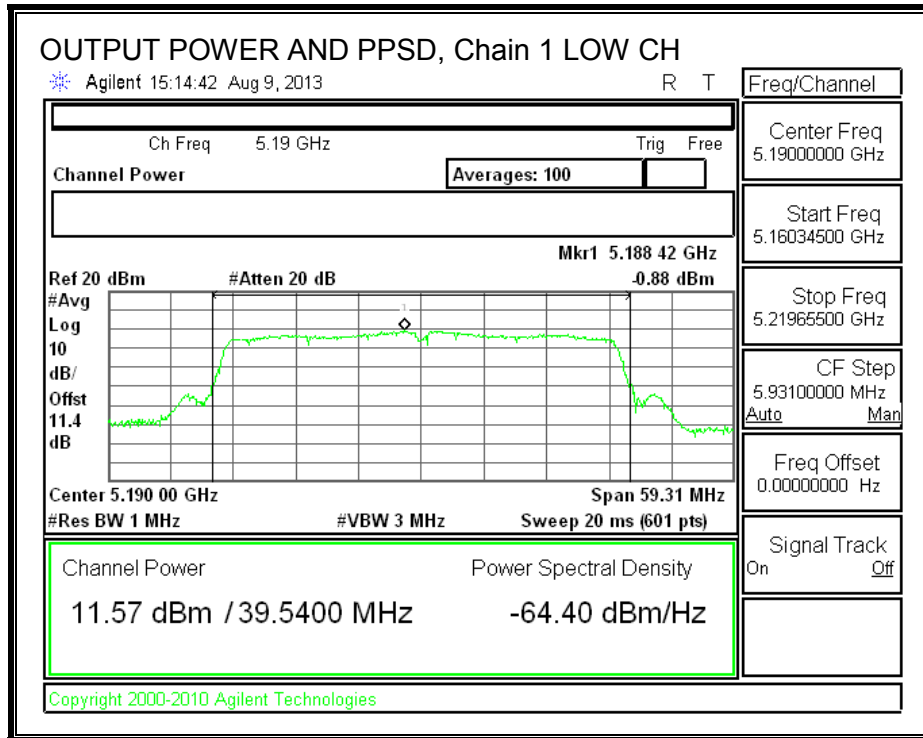 OUTPUT POWER AND PPSD, Chain 1 LOW CH
Agilent 15:14:42 Aug 9, 2013 R T
Freq/Channel
Ch Freq 5.19 GHz Trig Free
Channel Power Averages: 100
Center Freq
5.19000000 GHz
Start Freq
5.16034500 GHz
Mkr1 5.188 42 GHz
Ref 20 dBm #Atten 20 dB -0.88 dBm
#Avg
Log
10
dB/
Offst
11.4
dB
1
Stop Freq
5.21965500 GHz
CF Step
5.93100000 MHz
Auto Man
Freq Offset
0.00000000 Hz
Center 5.190 00 GHz Span 59.31 MHz
#Res BW 1 MHz #VBW 3 MHz Sweep 20 ms (601 pts)
Signal Track
On Off
Channel Power Power Spectral Density
11.57 dBm / 39.5400 MHz -64.40 dBm/Hz
Copyright 2000-2010 Agilent Technologies